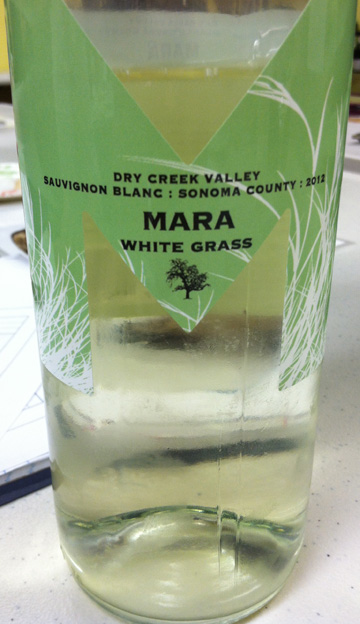 DRY CREEK VALLEY
SAUVIGNON BLANC : SONOMA COUNTY : 2012
MARA
WHITE GRASS